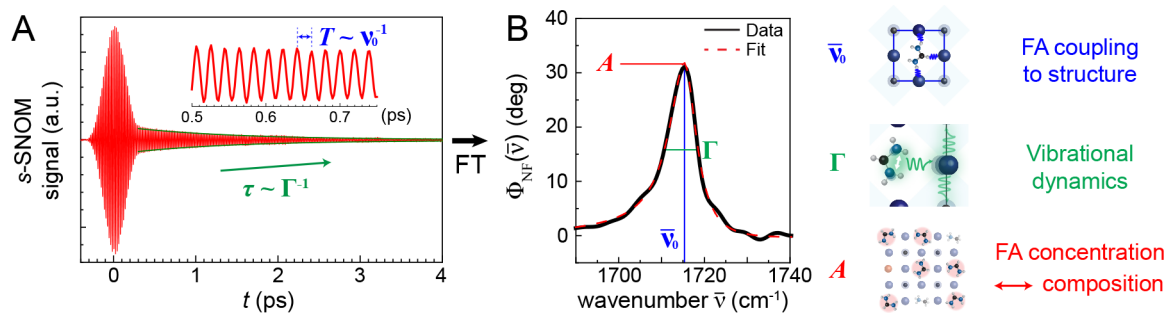 A
s-SNOM
signal (a.u.)
T ~ ν₀⁻¹
0.5 0.6 0.7 (ps)
τ ~ Γ⁻¹
0 1 2 3 4
t (ps)
FT
B
Data
Fit
A
Γ
ν̄₀
Φ_NF(ν̄) (deg)
40
30
20
10
0
1700 1720 1740
wavenumber ν̄ (cm⁻¹)
ν̄₀
FA coupling
to structure
Γ
Vibrational
dynamics
A
FA concentration
↔ composition